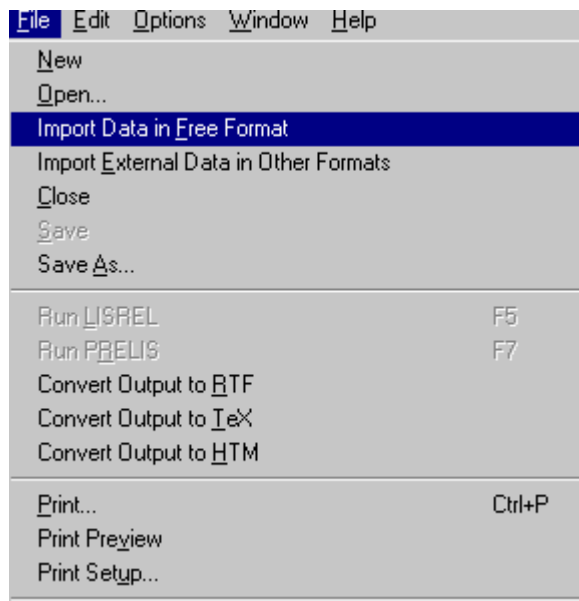 File Edit Options Window Help
New
Open...
Import Data in Free Format
Import External Data in Other Formats
Close
Save
Save As...
Run LISREL F5
Run PRELIS F7
Convert Output to RTF
Convert Output to TeX
Convert Output to HTM
Print... Ctrl+P
Print Preview
Print Setup...